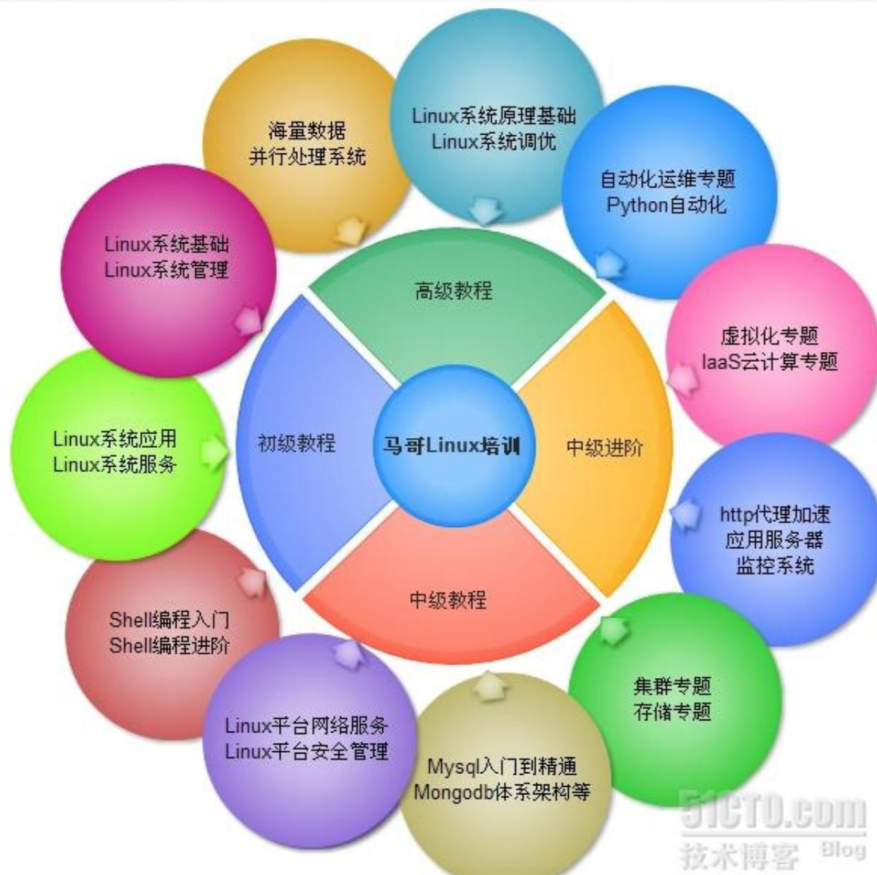 Linux系统原理基础
Linux系统调优
海量数据
并行处理系统
自动化运维专题
Python自动化
Linux系统基础
Linux系统管理
高级教程
虚拟化专题
IaaS云计算专题
Linux系统应用
Linux系统服务
初级教程
马哥Linux培训
中级进阶
http代理加速
应用服务器
监控系统
中级教程
Shell编程入门
Shell编程进阶
集群专题
存储专题
Linux平台网络服务
Linux平台安全管理
Mysql入门到精通
Mongodb体系架构等
51CTO.com
技术博客 Blog